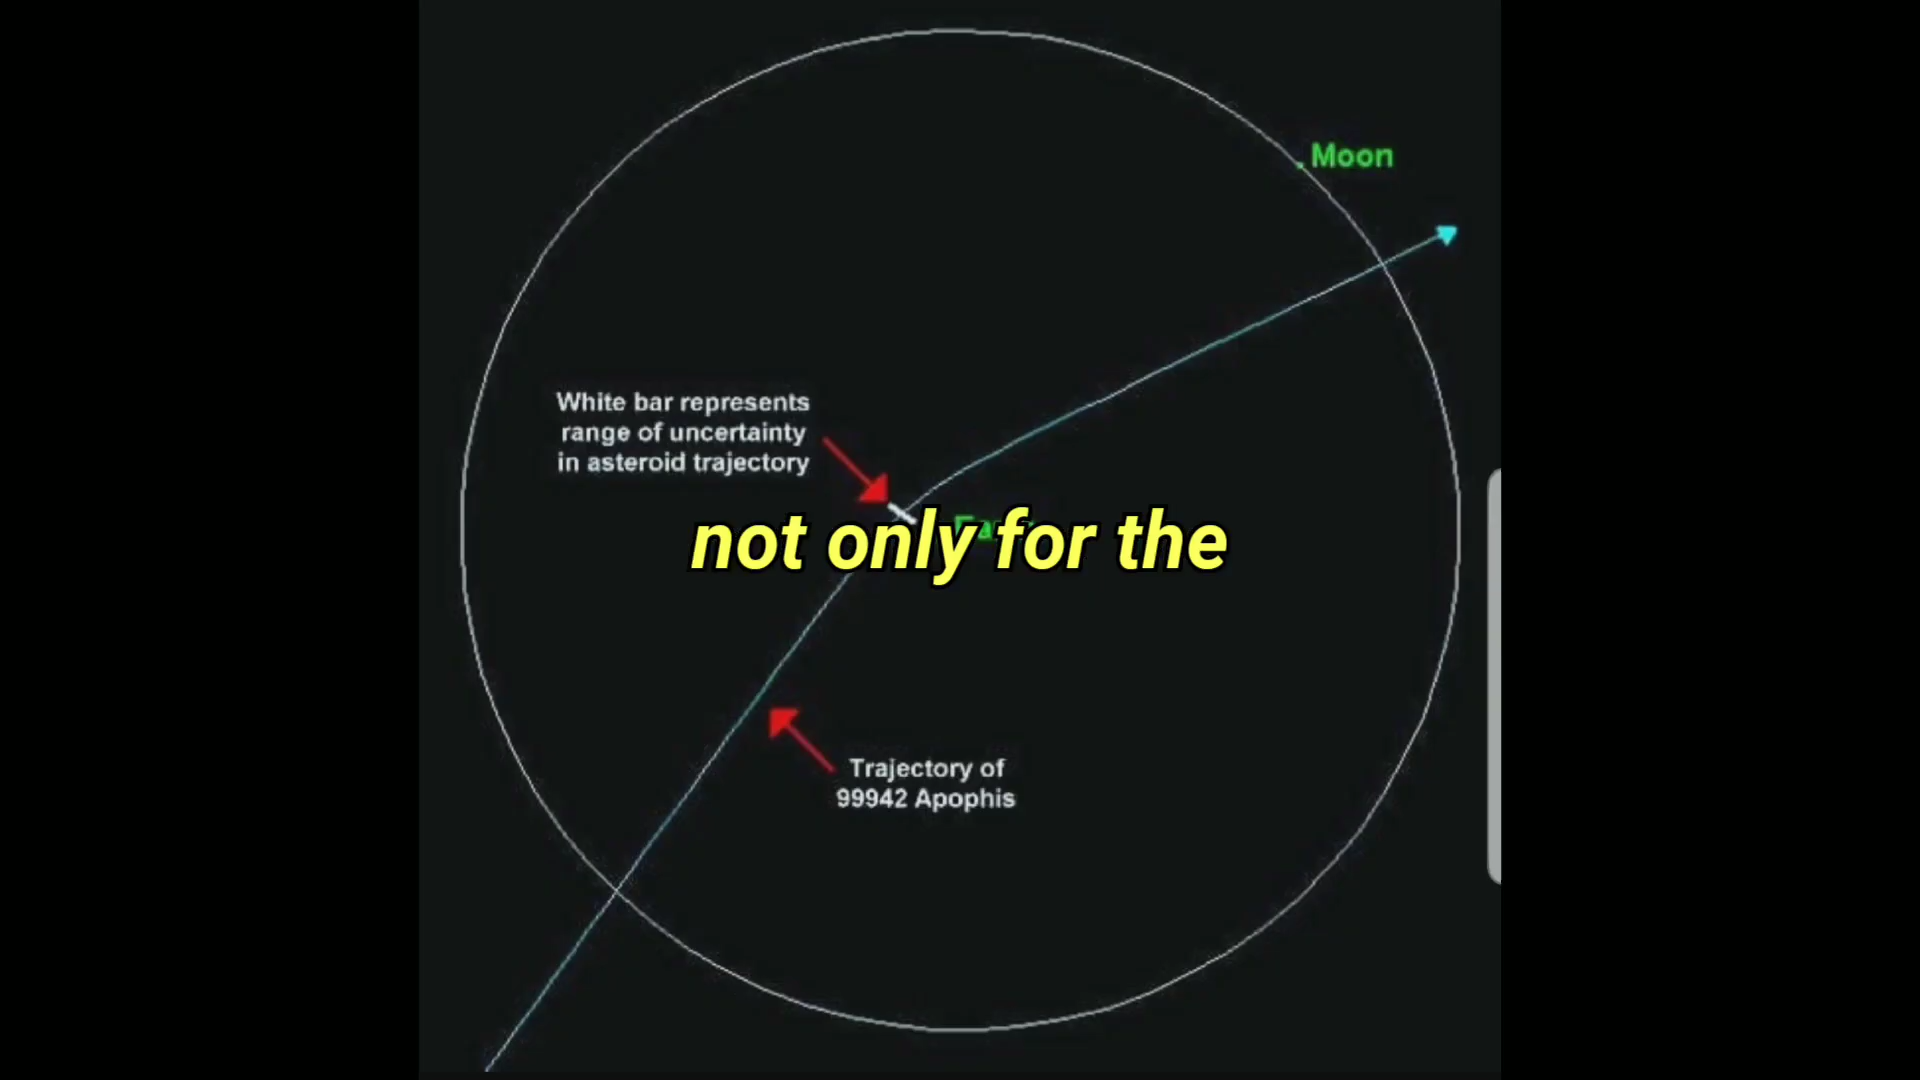 Moon
White bar represents
range of uncertainty
in asteroid trajectory
not only for the
Trajectory of
99942 Apophis